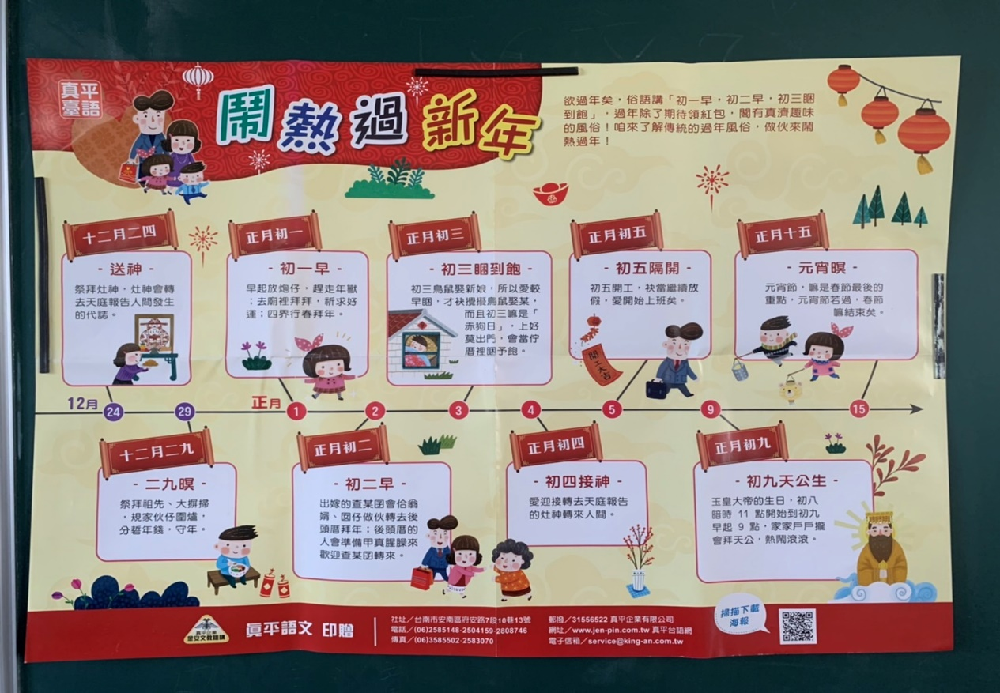 真平
臺語
鬧熱過新年
欲過年矣，俗語講「初一早，初二早，初三睏
到飽」，過年除了期待領紅包，閣有真濟趣味
的風俗！咱來了解傳統的過年風俗，做伙來鬧
熱過年！
十二月二四
- 送神 -
祭拜灶神，灶神會轉
去天庭報告人間發生
的代誌。
正月初一
- 初一早 -
早起放炮仔，趕走年獸
；去廟裡拜拜，祈求好
運；四界行春拜年。
正月初三
- 初三睏到飽 -
初三鳥鼠娶新娘，所以愛較
早睏，才袂攪擾鳥鼠娶某，
而且初三嘛是「
赤狗日」，上好
莫出門，會當佇
厝裡睏予飽。
正月初五
- 初五隔開 -
初五開工，袂當繼續放
假，愛開始上班矣。
開工大吉
正月十五
- 元宵暝 -
元宵節，嘛是春節最後的
重點，元宵節若過，春節
嘛結束矣。
12月 24 29 正月 1 2 3 4 5 9 15
十二月二九
- 二九暝 -
祭拜祖先、大摒掃
，規家伙仔圍爐，
分硩年錢，守年。
正月初二
- 初二早 -
出嫁的查某囝會佮翁
婿、囡仔做伙轉去後
頭厝拜年；後頭厝的
人會準備甲真腥臊來
歡迎查某囝轉來。
正月初四
- 初四接神 -
愛迎接轉去天庭報告
的灶神轉來人間。
正月初九
- 初九天公生 -
玉皇大帝的生日，初八
暗時 11 點開始到初九
早起 9 點，家家戶戶攏
會拜天公，熱鬧滾滾。
真平企業
金安文教機構
真平語文 印贈
社址／台南市安南區府安路7段10巷13號
電話／(06)2585148·2504159·2808746
傳真／(06)3585502·2583070
郵撥／31556522 真平企業有限公司
網址／www.jen-pin.com.tw 真平台語網
電子信箱／service@king-an.com.tw
掃描下載
海報